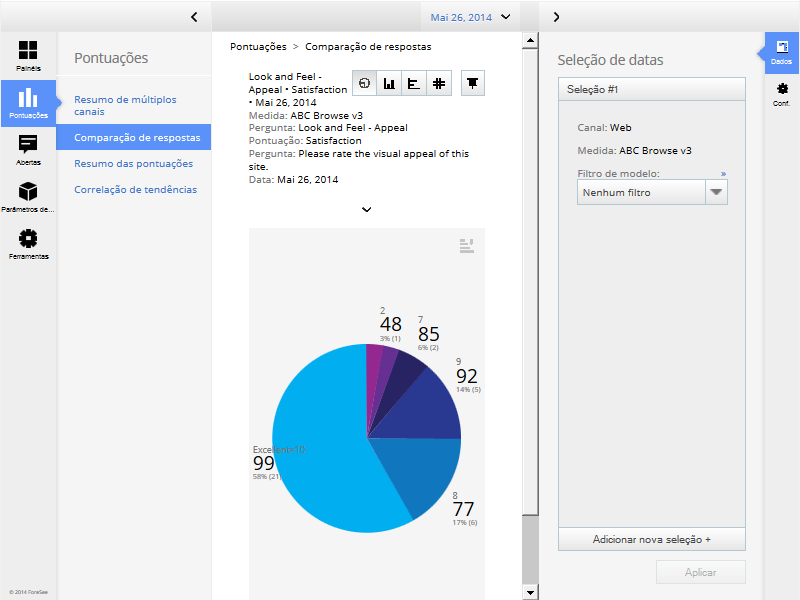 Mai 26, 2014
Painéis
Pontuações
Abertas
Parâmetros de...
Ferramentas
© 2014 ForeSee
Pontuações
Resumo de múltiplos
canais
Comparação de respostas
Resumo das pontuações
Correlação de tendências
Pontuações > Comparação de respostas
Look and Feel -
Appeal • Satisfaction
• Mai 26, 2014
Medida: ABC Browse v3
Pergunta: Look and Feel - Appeal
Pontuação: Satisfaction
Pergunta: Please rate the visual appeal of this
site.
Data: Mai 26, 2014
2
48
3% (1)
7
85
6% (2)
9
92
14% (5)
Excellent=10
99
58% (21)
8
77
17% (6)
Seleção de datas
Seleção #1
Canal: Web
Medida: ABC Browse v3
Filtro de modelo: »
Nenhum filtro
Adicionar nova seleção +
Aplicar
Dados
Conf.